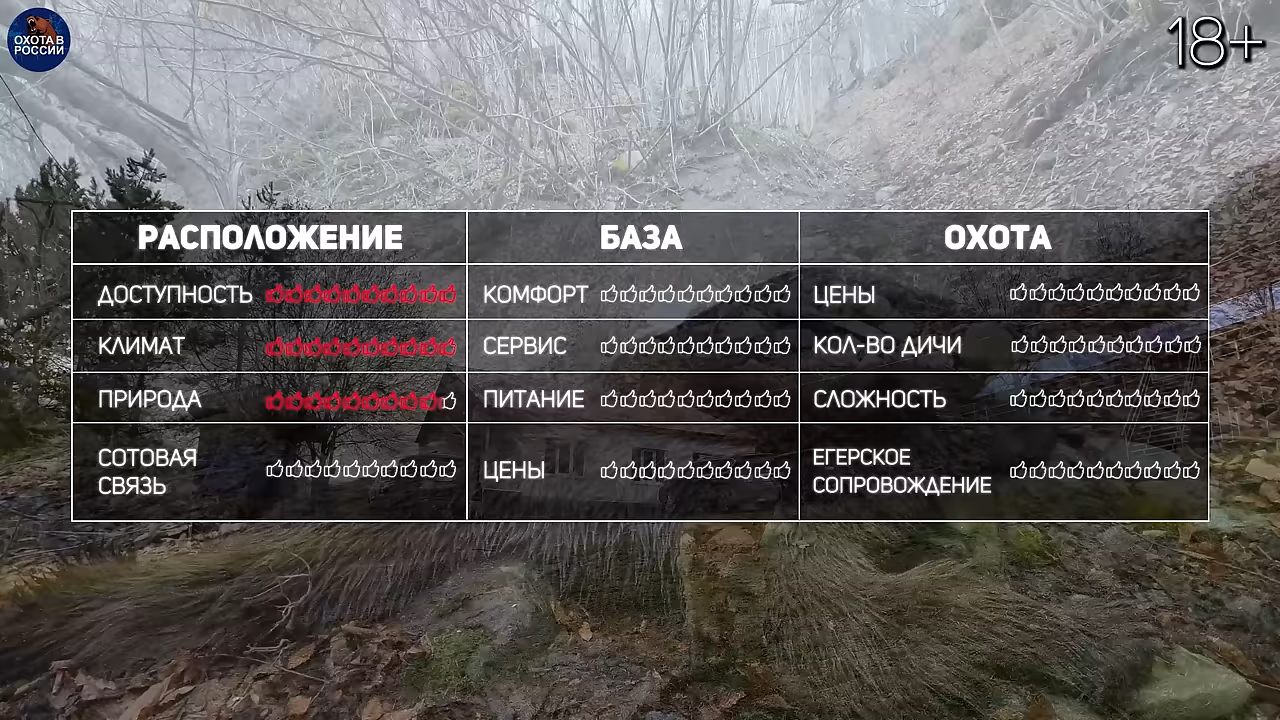 ОХОТА В
РОССИИ
18+
РАСПОЛОЖЕНИЕ
БАЗА
ОХОТА
ДОСТУПНОСТЬ
КОМФОРТ
ЦЕНЫ
КЛИМАТ
СЕРВИС
КОЛ-ВО ДИЧИ
ПРИРОДА
ПИТАНИЕ
СЛОЖНОСТЬ
СОТОВАЯ
СВЯЗЬ
ЦЕНЫ
ЕГЕРСКОЕ
СОПРОВОЖДЕНИЕ